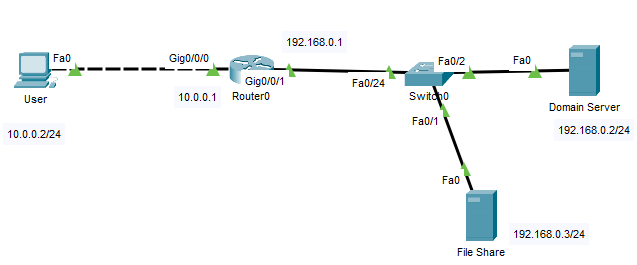 192.168.0.1
Fa0
Gig0/0/0
Fa0/2
Fa0
Gig0/0/1
Fa0/24
User
10.0.0.1
Router0
Switch0
Domain Server
10.0.0.2/24
Fa0/1
192.168.0.2/24
Fa0
192.168.0.3/24
File Share